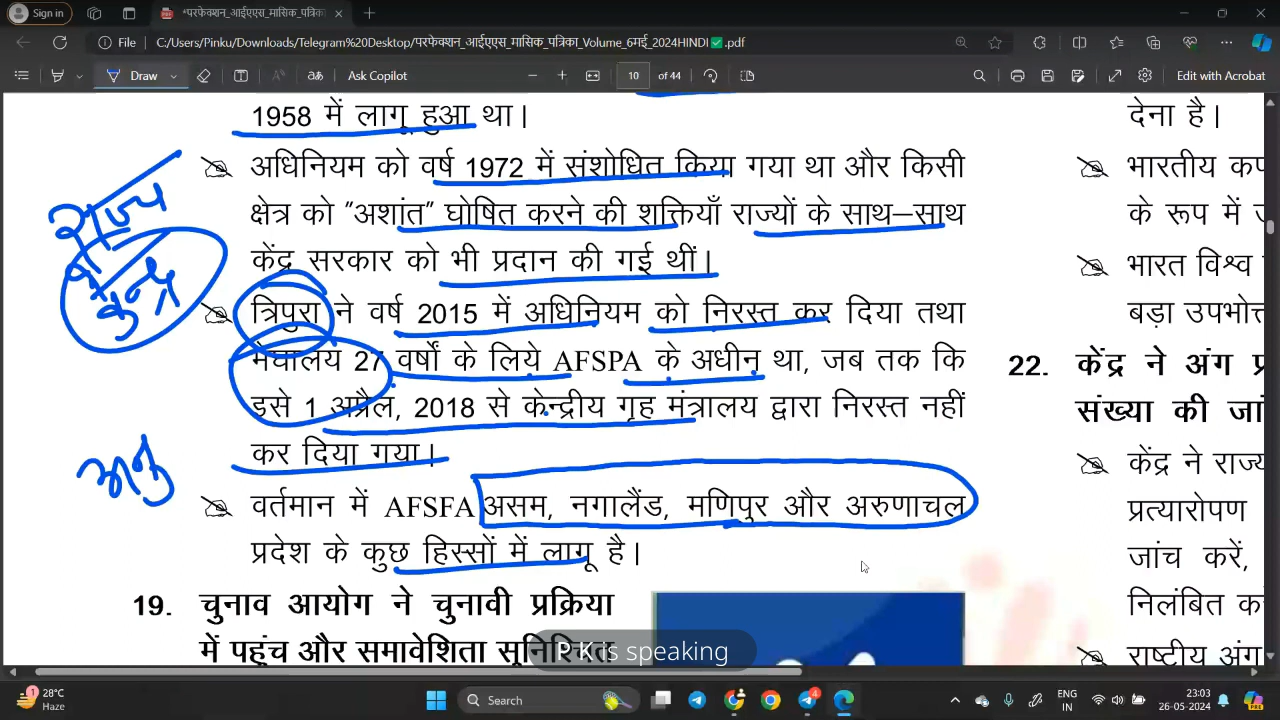 Sign in
*परफेक्शन_आईएएस_मासिक_पत्रिका
File
C:/Users/Pinku/Downloads/Telegram%20Desktop/परफेक्शन_आईएएस_मासिक_पत्रिका_Volume_6मई_2024HINDI✅.pdf
Draw
Ask Copilot
10 of 44
Edit with Acrobat
1958 में लागू हुआ था।
अधिनियम को वर्ष 1972 में संशोधित किया गया था और किसी
क्षेत्र को "अशांत" घोषित करने की शक्तियाँ राज्यों के साथ–साथ
केंद्र सरकार को भी प्रदान की गई थीं।
त्रिपुरा ने वर्ष 2015 में अधिनियम को निरस्त कर दिया तथा
मेघालय 27 वर्षों के लिये AFSPA के अधीन था, जब तक कि
इसे 1 अप्रैल, 2018 से केन्द्रीय गृह मंत्रालय द्वारा निरस्त नहीं
कर दिया गया।
वर्तमान में AFSFA असम, नगालैंड, मणिपुर और अरुणाचल
प्रदेश के कुछ हिस्सों में लागू है।
19. चुनाव आयोग ने चुनावी प्रक्रिया
में पहुंच और समावेशिता सुनिश्चित
राज्य
देना है।
भारतीय कप
के रूप में
भारत विश्व
बड़ा उपभोत्त
22. केंद्र ने अंग प्र
संख्या की जां
केंद्र ने राज्य
प्रत्यारोपण
जांच करें,
निलंबित क
राष्ट्रीय अंग
P K is speaking
1
28°C
Haze
Search
4
ENG
IN
23:03
26-05-2024